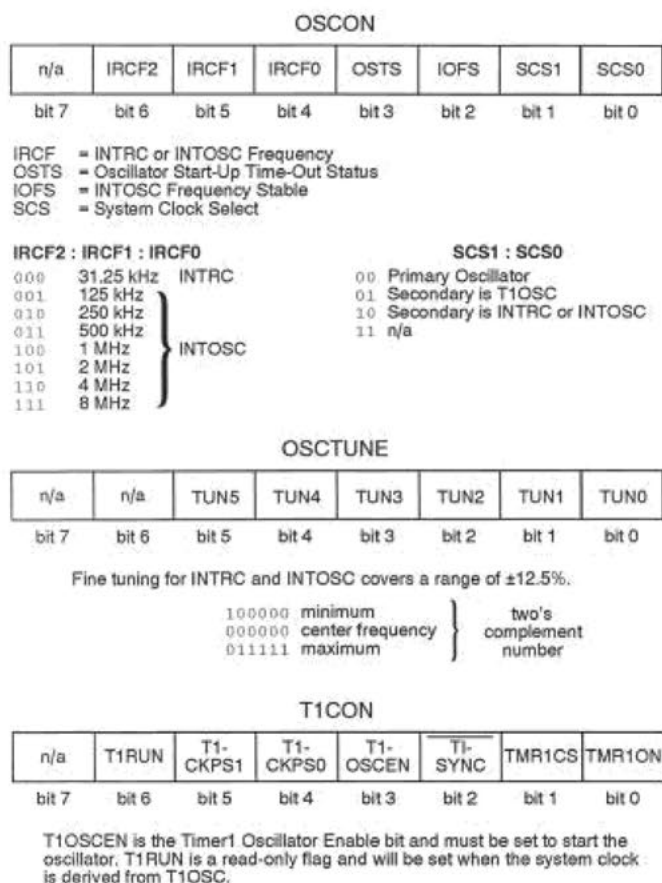 OSCON
n/a IRCF2 IRCF1 IRCF0 OSTS IOFS SCS1 SCS0
bit 7 bit 6 bit 5 bit 4 bit 3 bit 2 bit 1 bit 0
IRCF = INTRC or INTOSC Frequency
OSTS = Oscillator Start-Up Time-Out Status
IOFS = INTOSC Frequency Stable
SCS = System Clock Select
IRCF2 : IRCF1 : IRCF0
000 31.25 kHz INTRC
001 125 kHz
010 250 kHz
011 500 kHz
100 1 MHz INTOSC
101 2 MHz
110 4 MHz
111 8 MHz
SCS1 : SCS0
00 Primary Oscillator
01 Secondary is T1OSC
10 Secondary is INTRC or INTOSC
11 n/a
OSCTUNE
n/a n/a TUN5 TUN4 TUN3 TUN2 TUN1 TUN0
bit 7 bit 6 bit 5 bit 4 bit 3 bit 2 bit 1 bit 0
Fine tuning for INTRC and INTOSC covers a range of ±12.5%.
100000 minimum
000000 center frequency
011111 maximum
two's
complement
number
T1CON
n/a T1RUN T1-CKPS1 T1-CKPS0 T1-OSCEN TI-SYNC TMR1CS TMR1ON
bit 7 bit 6 bit 5 bit 4 bit 3 bit 2 bit 1 bit 0
T1OSCEN is the Timer1 Oscillator Enable bit and must be set to start the
oscillator. T1RUN is a read-only flag and will be set when the system clock
is derived from T1OSC.